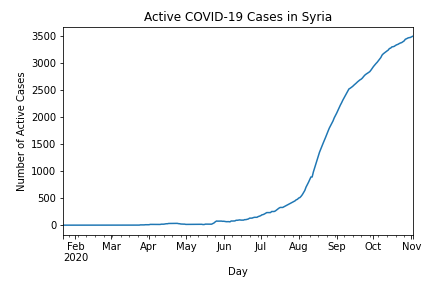 Active COVID-19 Cases in Syria
Number of Active Cases
3500
3000
2500
2000
1500
1000
500
0
Feb Mar Apr May Jun Jul Aug Sep Oct Nov
2020
Day